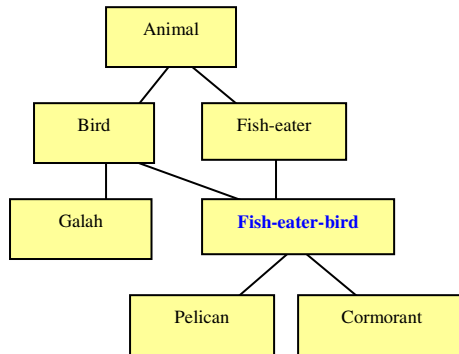 Animal
Bird
Fish-eater
Galah
Fish-eater-bird
Pelican
Cormorant